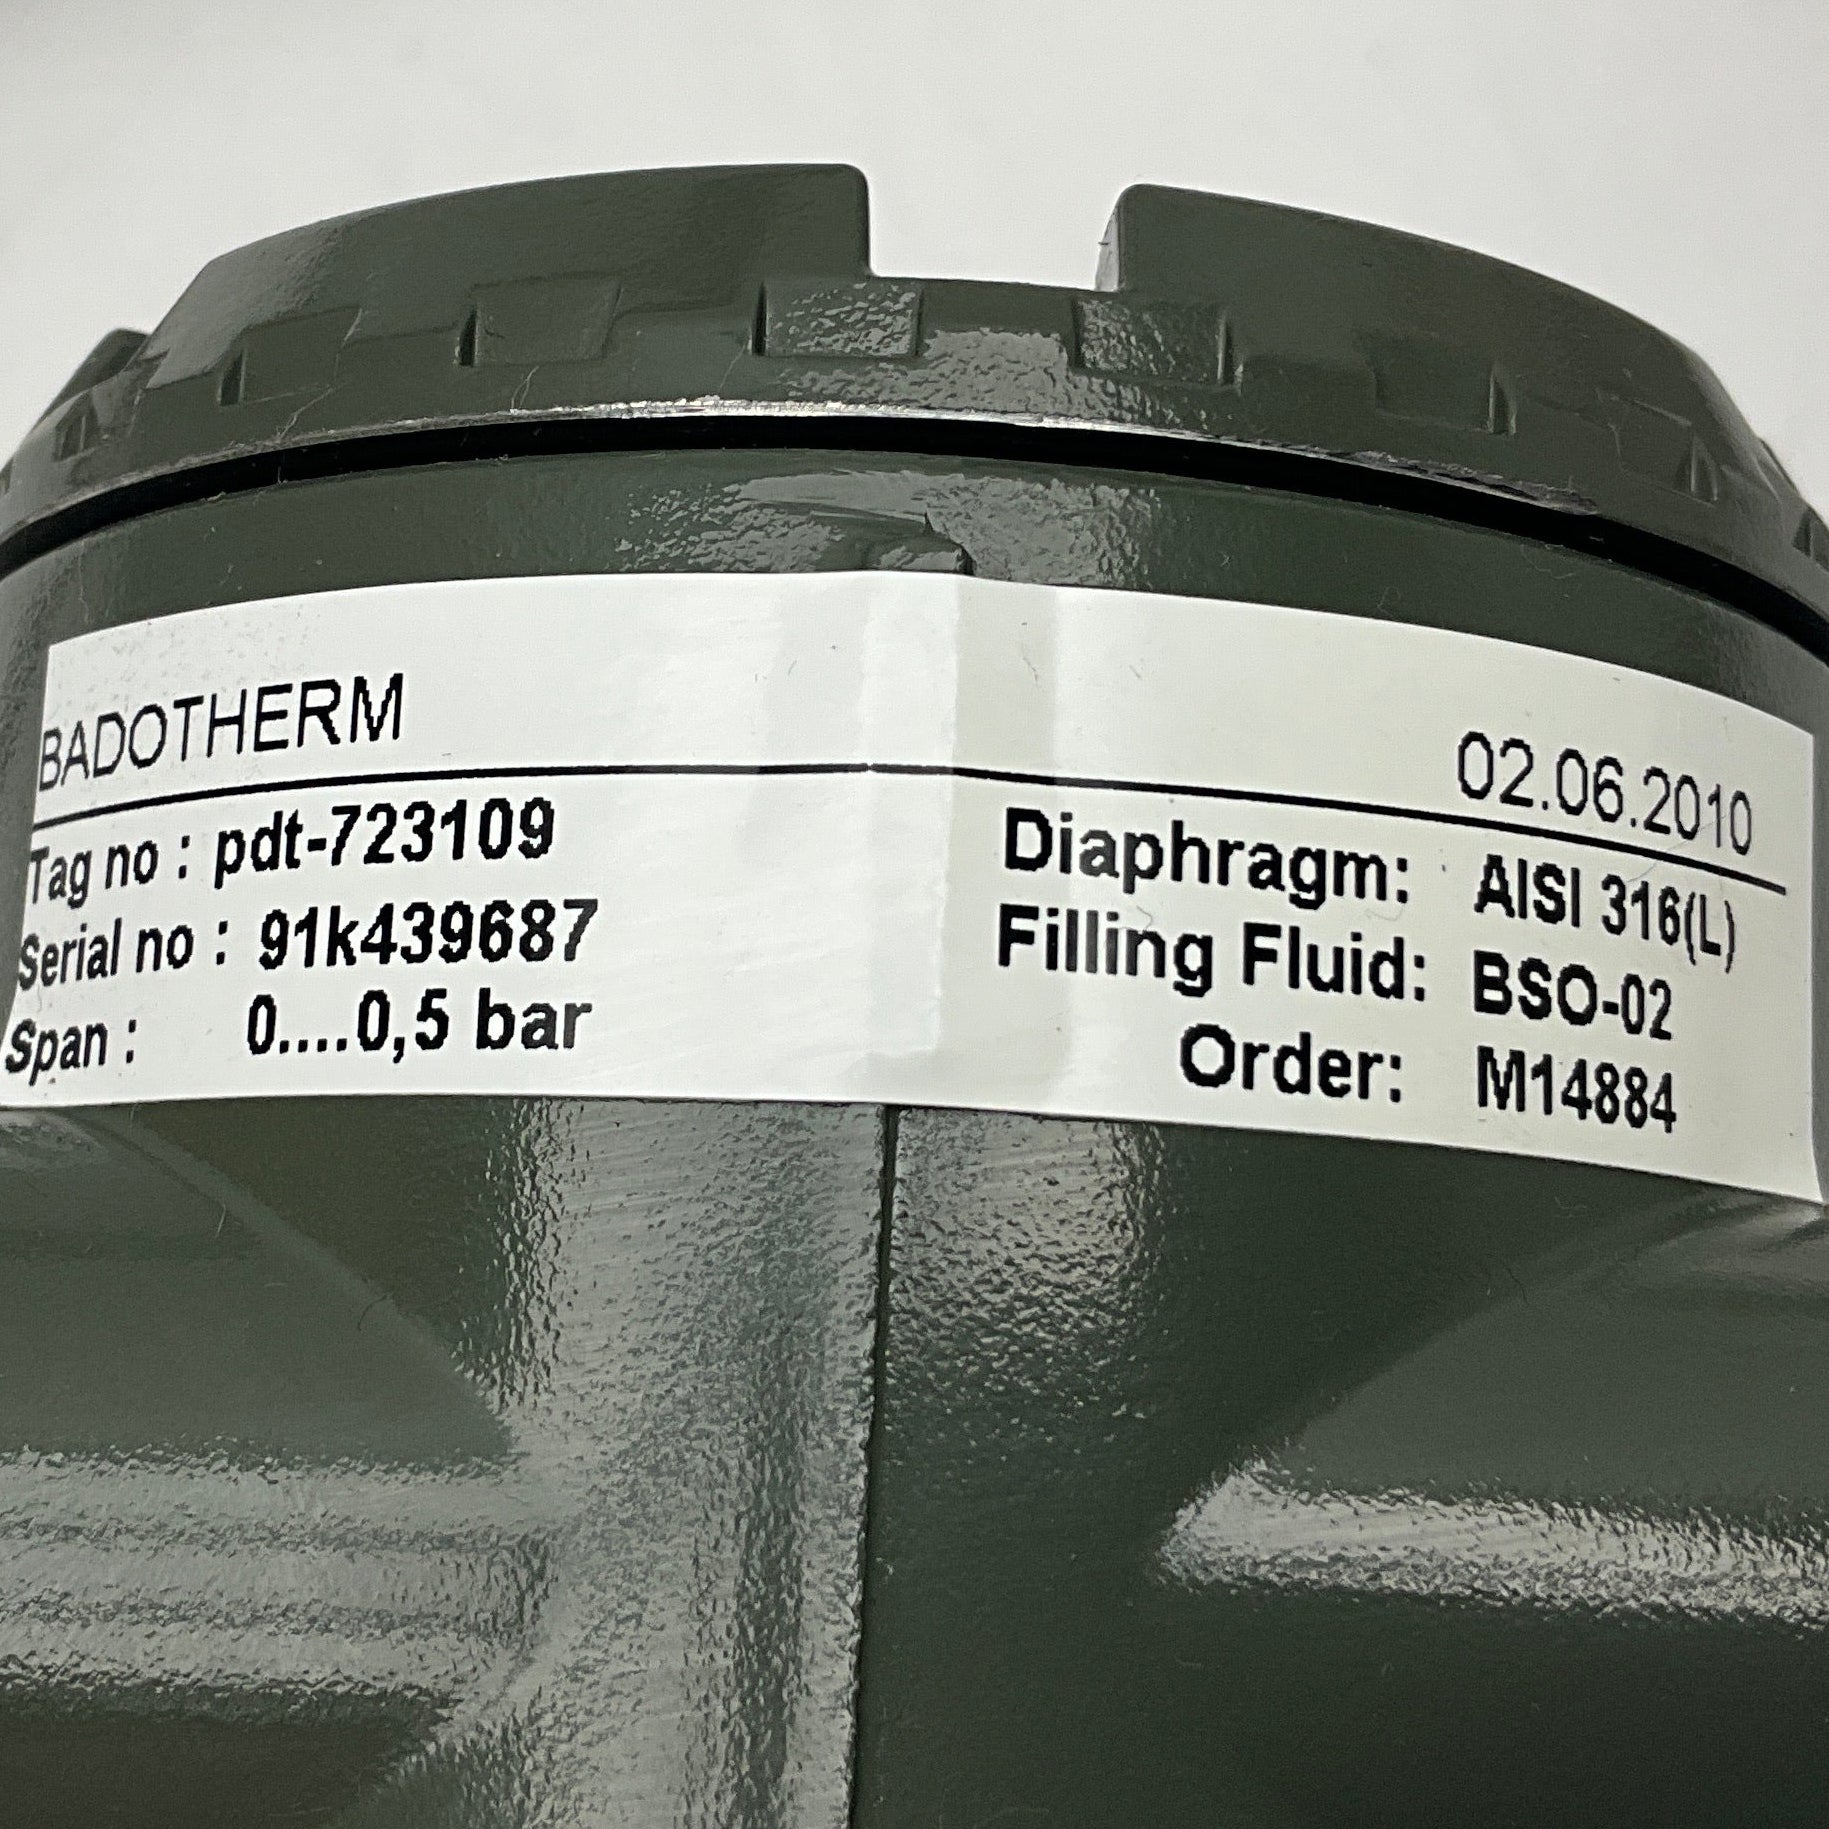 BADOTHERM 02.06.2010
Tag no : pdt-723109 Diaphragm: AISI 316(L)
Serial no : 91k439687 Filling Fluid: BSO-02
Span : 0....0,5 bar Order: M14884